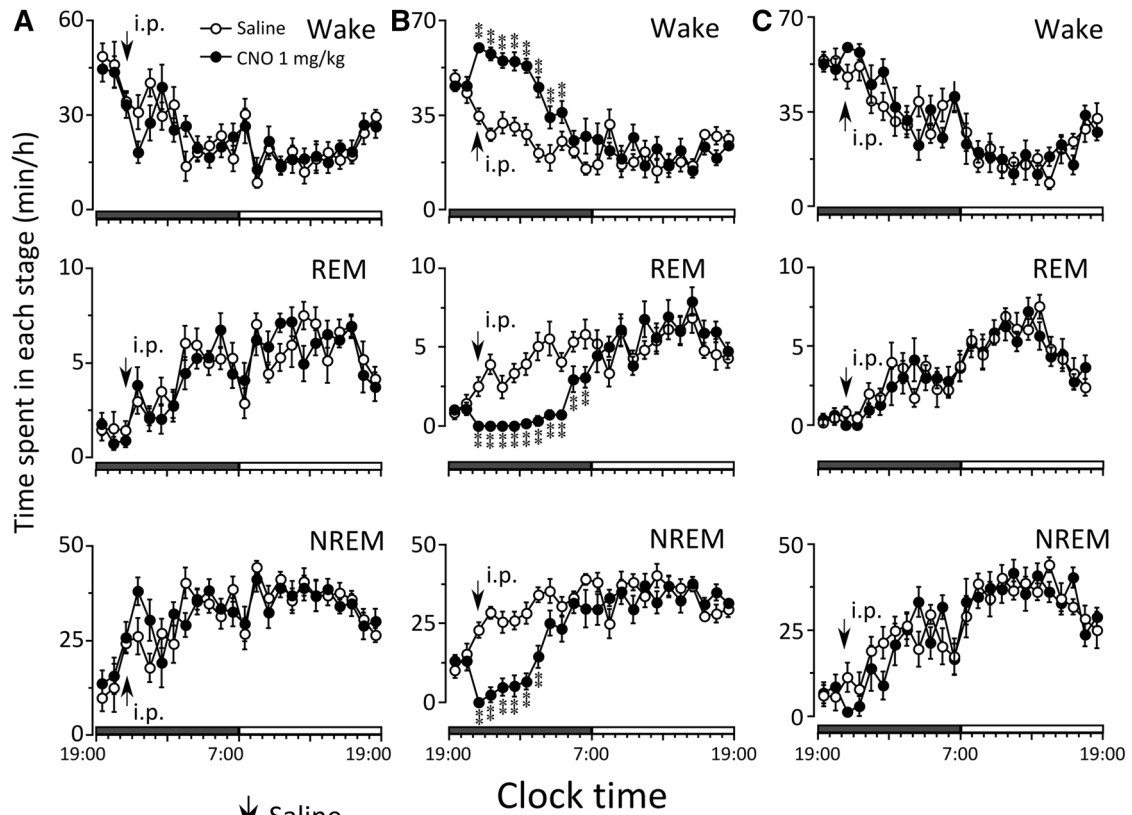 A
B
C
Time spent in each stage (min/h)
60
30
0
i.p.
Saline
CNO 1 mg/kg
Wake
70
35
0
** ** ** ** ** ** ** **
i.p.
Wake
70
35
0
i.p.
Wake
10
5
0
i.p.
REM
10
5
0
i.p.
** ** ** ** ** ** ** ** ** **
REM
10
5
0
i.p.
REM
50
25
0
i.p.
NREM
19:00 7:00 19:00
50
25
0
i.p.
** ** ** ** ** **
NREM
19:00 7:00 19:00
50
25
0
i.p.
NREM
19:00 7:00 19:00
Clock time
Saline